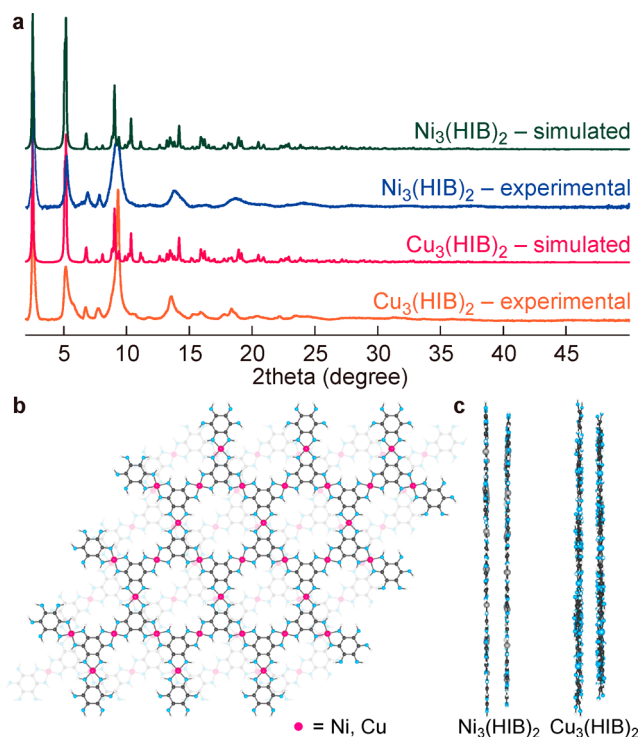 a
Ni3(HIB)2 – simulated
Ni3(HIB)2 – experimental
Cu3(HIB)2 – simulated
Cu3(HIB)2 – experimental
5 10 15 20 25 30 35 40 45
2theta (degree)
b
c
= Ni, Cu
Ni3(HIB)2 Cu3(HIB)2